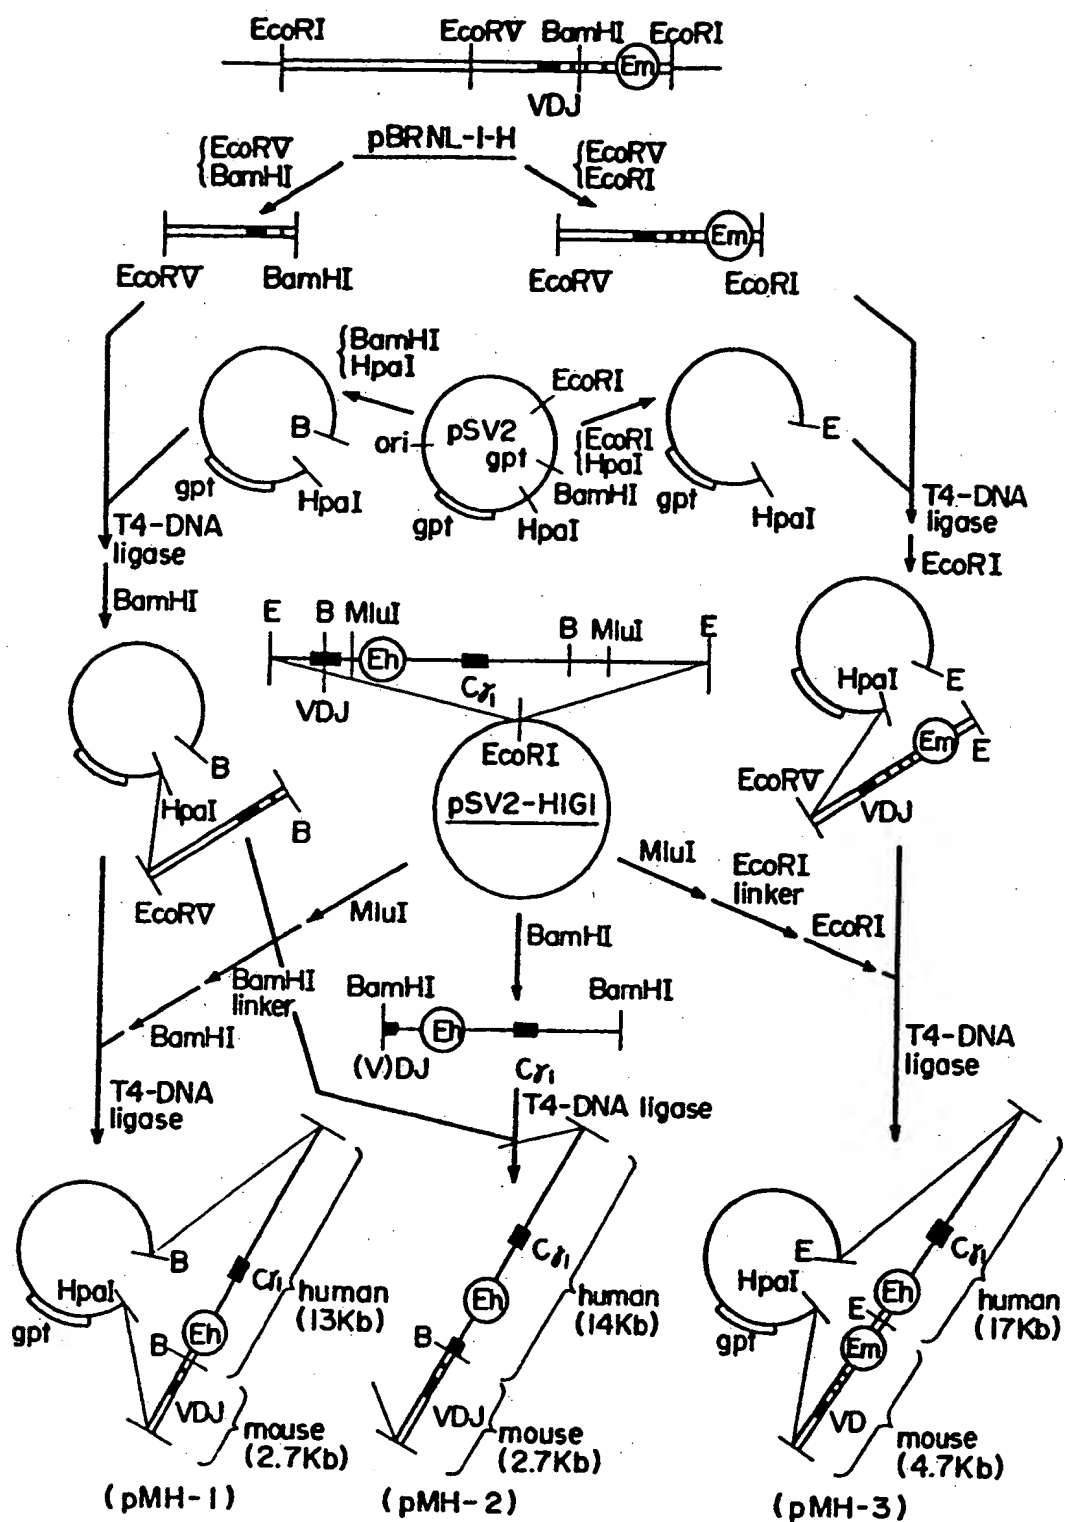 EcoRI EcoRV BamHI EcoRI
Em
VDJ
pBRNL-I-H
{EcoRV
{BamHI
{EcoRV
{EcoRI
Em
EcoRV BamHI
EcoRV EcoRI
{BamHI
{HpaI
EcoRI
B
ori
pSV2
gpt
{EcoRI
{HpaI
BamHI
E
gpt
HpaI
gpt
HpaI
gpt
HpaI
T4-DNA
ligase
BamHI
T4-DNA
ligase
EcoRI
E B MluI B MluI E
Eh
Cγ1
VDJ
EcoRI
pSV2-HIGI
B
HpaI
B
EcoRV
HpaI
E
Em
E
EcoRV
VDJ
MluI
BamHI
linker
BamHI
BamHI
MluI
EcoRI
linker
EcoRI
BamHI BamHI
Eh
(V)DJ
Cγ1
T4-DNA
ligase
T4-DNA ligase
T4-DNA
ligase
B
HpaI
gpt
Cγ1
Eh
B
VDJ
human
(13Kb)
mouse
(2.7Kb)
(pMH-1)
Cγ1
Eh
B
VDJ
human
(14Kb)
mouse
(2.7Kb)
(pMH-2)
E
HpaI
gpt
Cγ1
Eh
E
Em
VD
human
(17Kb)
mouse
(4.7Kb)
(pMH-3)